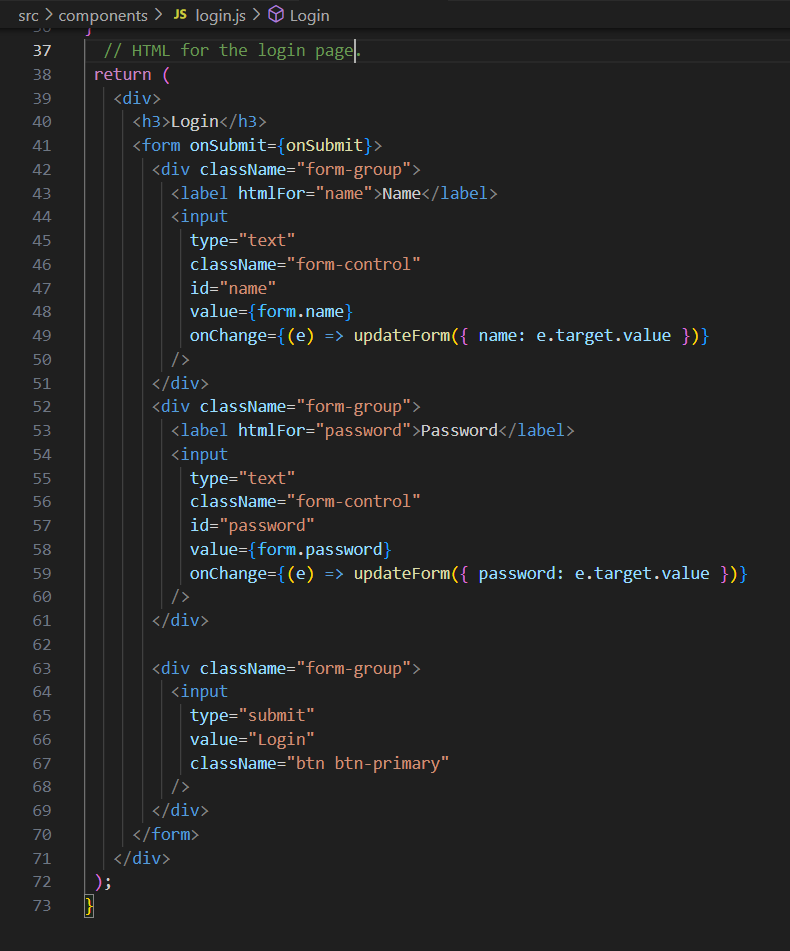 src > components > JS login.js > Login
36 }
37 // HTML for the login page.
38 return (
39 <div>
40 <h3>Login</h3>
41 <form onSubmit={onSubmit}>
42 <div className="form-group">
43 <label htmlFor="name">Name</label>
44 <input
45 type="text"
46 className="form-control"
47 id="name"
48 value={form.name}
49 onChange={(e) => updateForm({ name: e.target.value })}
50 />
51 </div>
52 <div className="form-group">
53 <label htmlFor="password">Password</label>
54 <input
55 type="text"
56 className="form-control"
57 id="password"
58 value={form.password}
59 onChange={(e) => updateForm({ password: e.target.value })}
60 />
61 </div>
62
63 <div className="form-group">
64 <input
65 type="submit"
66 value="Login"
67 className="btn btn-primary"
68 />
69 </div>
70 </form>
71 </div>
72 );
73 }